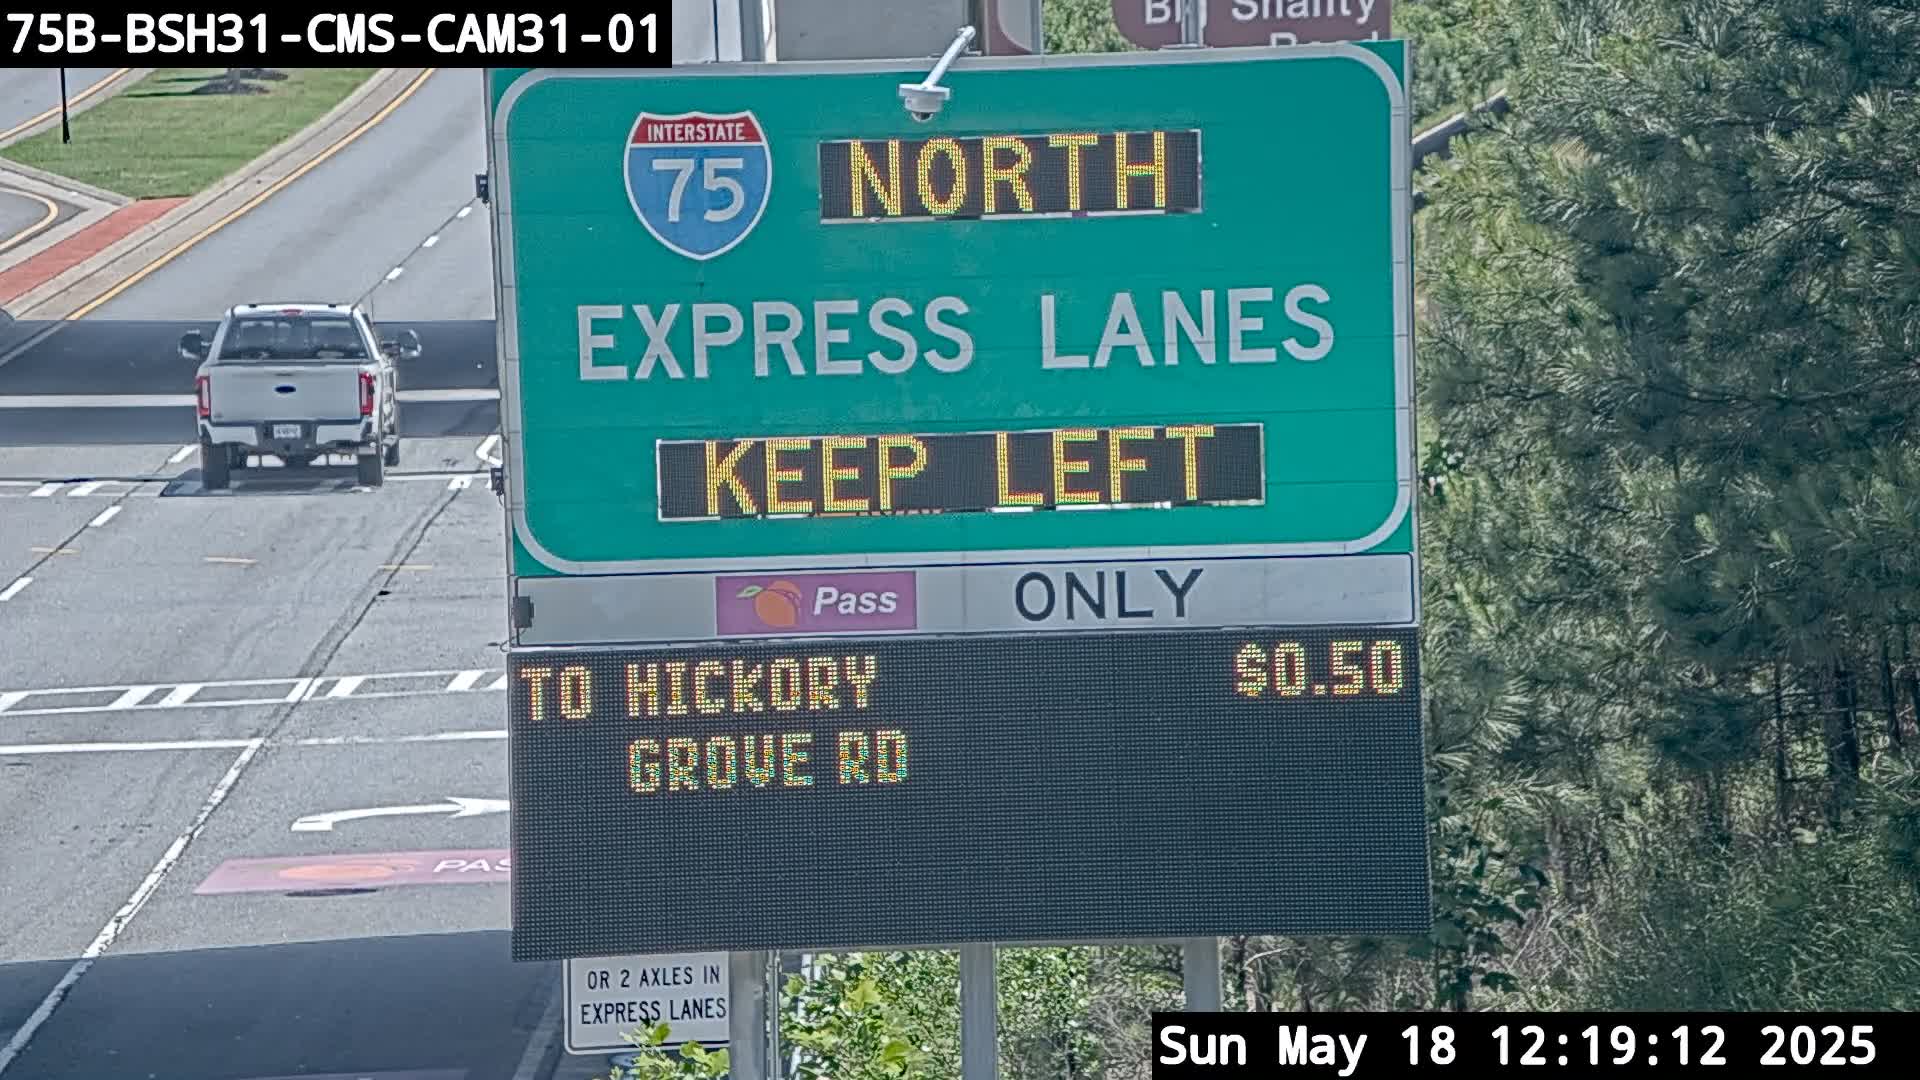 75B-BSH31-CMS-CAM31-01
Shanty
INTERSTATE
75
NORTH
EXPRESS LANES
KEEP LEFT
Pass ONLY
TO HICKORY $0.50
GROVE RD
OR 2 AXLES IN
EXPRESS LANES
Sun May 18 12:19:12 2025